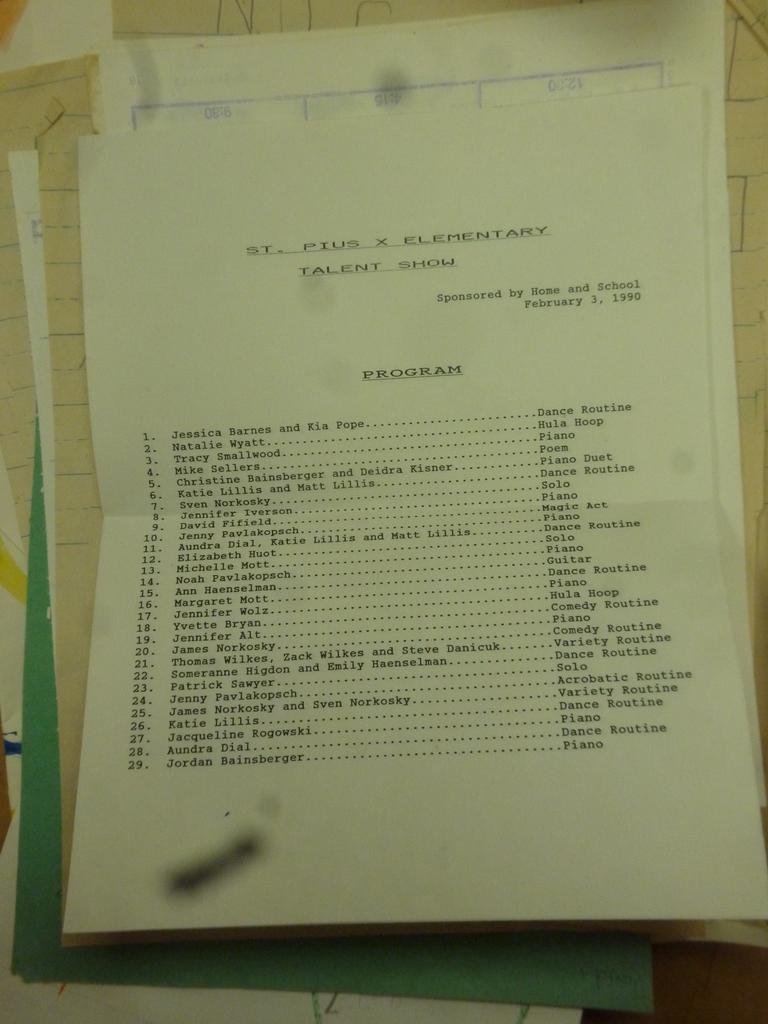 9:30 4:15 12:00
ST. PIUS X ELEMENTARY
TALENT SHOW
Sponsored by Home and School
February 3, 1990
PROGRAM
1. Jessica Barnes and Kia Pope.........................Dance Routine
2. Natalie Wyatt.......................................Hula Hoop
3. Tracy Smallwood.....................................Piano
4. Mike Sellers........................................Poem
5. Christine Bainsberger and Deidra Kisner............Piano Duet
6. Katie Lillis and Matt Lillis.......................Dance Routine
7. Sven Norkosky.......................................Solo
8. Jennifer Iverson....................................Piano
9. David Fifield.......................................Magic Act
10. Jenny Pavlakopsch..................................Piano
11. Aundra Dial, Katie Lillis and Matt Lillis..........Dance Routine
12. Elizabeth Huot.....................................Solo
13. Michelle Mott......................................Piano
14. Noah Pavlakopsch...................................Guitar
15. Ann Haenselman.....................................Dance Routine
16. Margaret Mott......................................Piano
17. Jennifer Wolz......................................Hula Hoop
18. Yvette Bryan.......................................Comedy Routine
19. Jennifer Alt.......................................Piano
20. James Norkosky.....................................Comedy Routine
21. Thomas Wilkes, Zack Wilkes and Steve Danicuk.......Variety Routine
22. Someranne Higdon and Emily Haenselman..............Dance Routine
23. Patrick Sawyer.....................................Solo
24. Jenny Pavlakopsch..................................Acrobatic Routine
25. James Norkosky and Sven Norkosky...................Variety Routine
26. Katie Lillis.......................................Dance Routine
27. Jacqueline Rogowski................................Piano
28. Aundra Dial........................................Dance Routine
29. Jordan Bainsberger.................................Piano